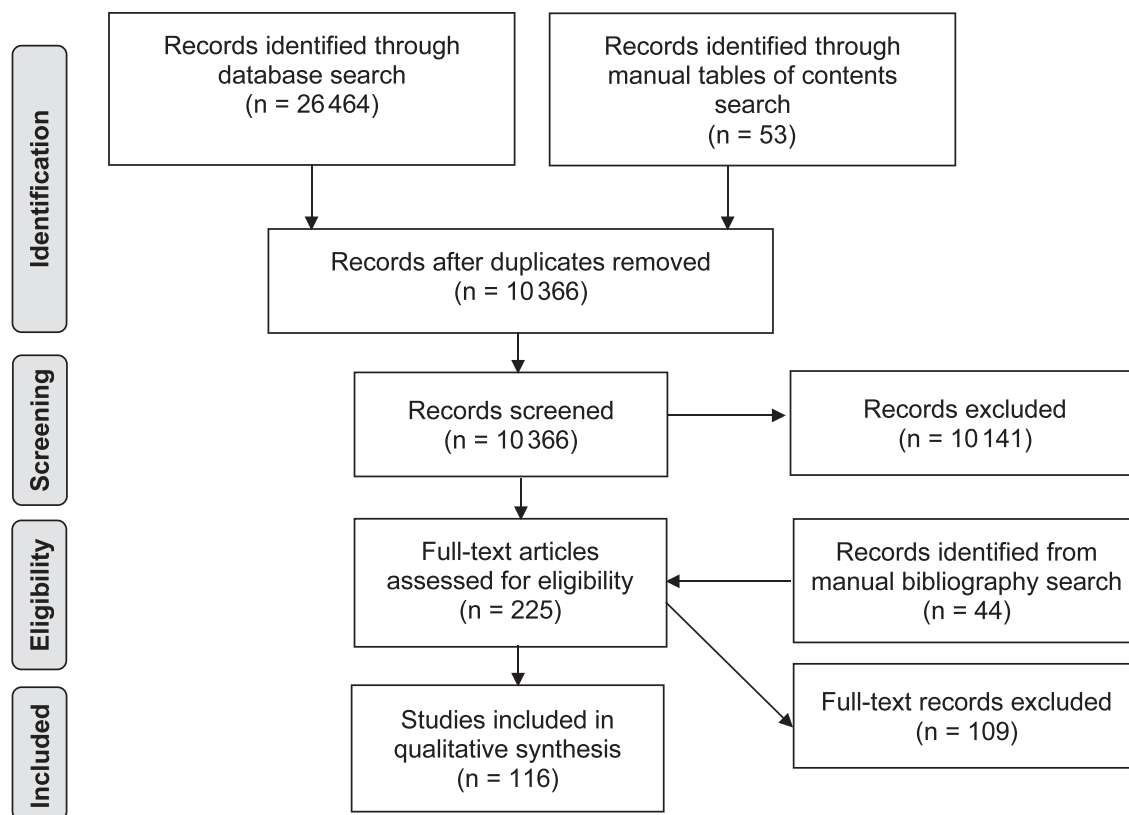 Identification
Records identified through
database search
(n = 26 464)
Records identified through
manual tables of contents
search
(n = 53)
Records after duplicates removed
(n = 10 366)
Screening
Records screened
(n = 10 366)
Records excluded
(n = 10 141)
Eligibility
Full-text articles
assessed for eligibility
(n = 225)
Records identified from
manual bibliography search
(n = 44)
Full-text records excluded
(n = 109)
Included
Studies included in
qualitative synthesis
(n = 116)